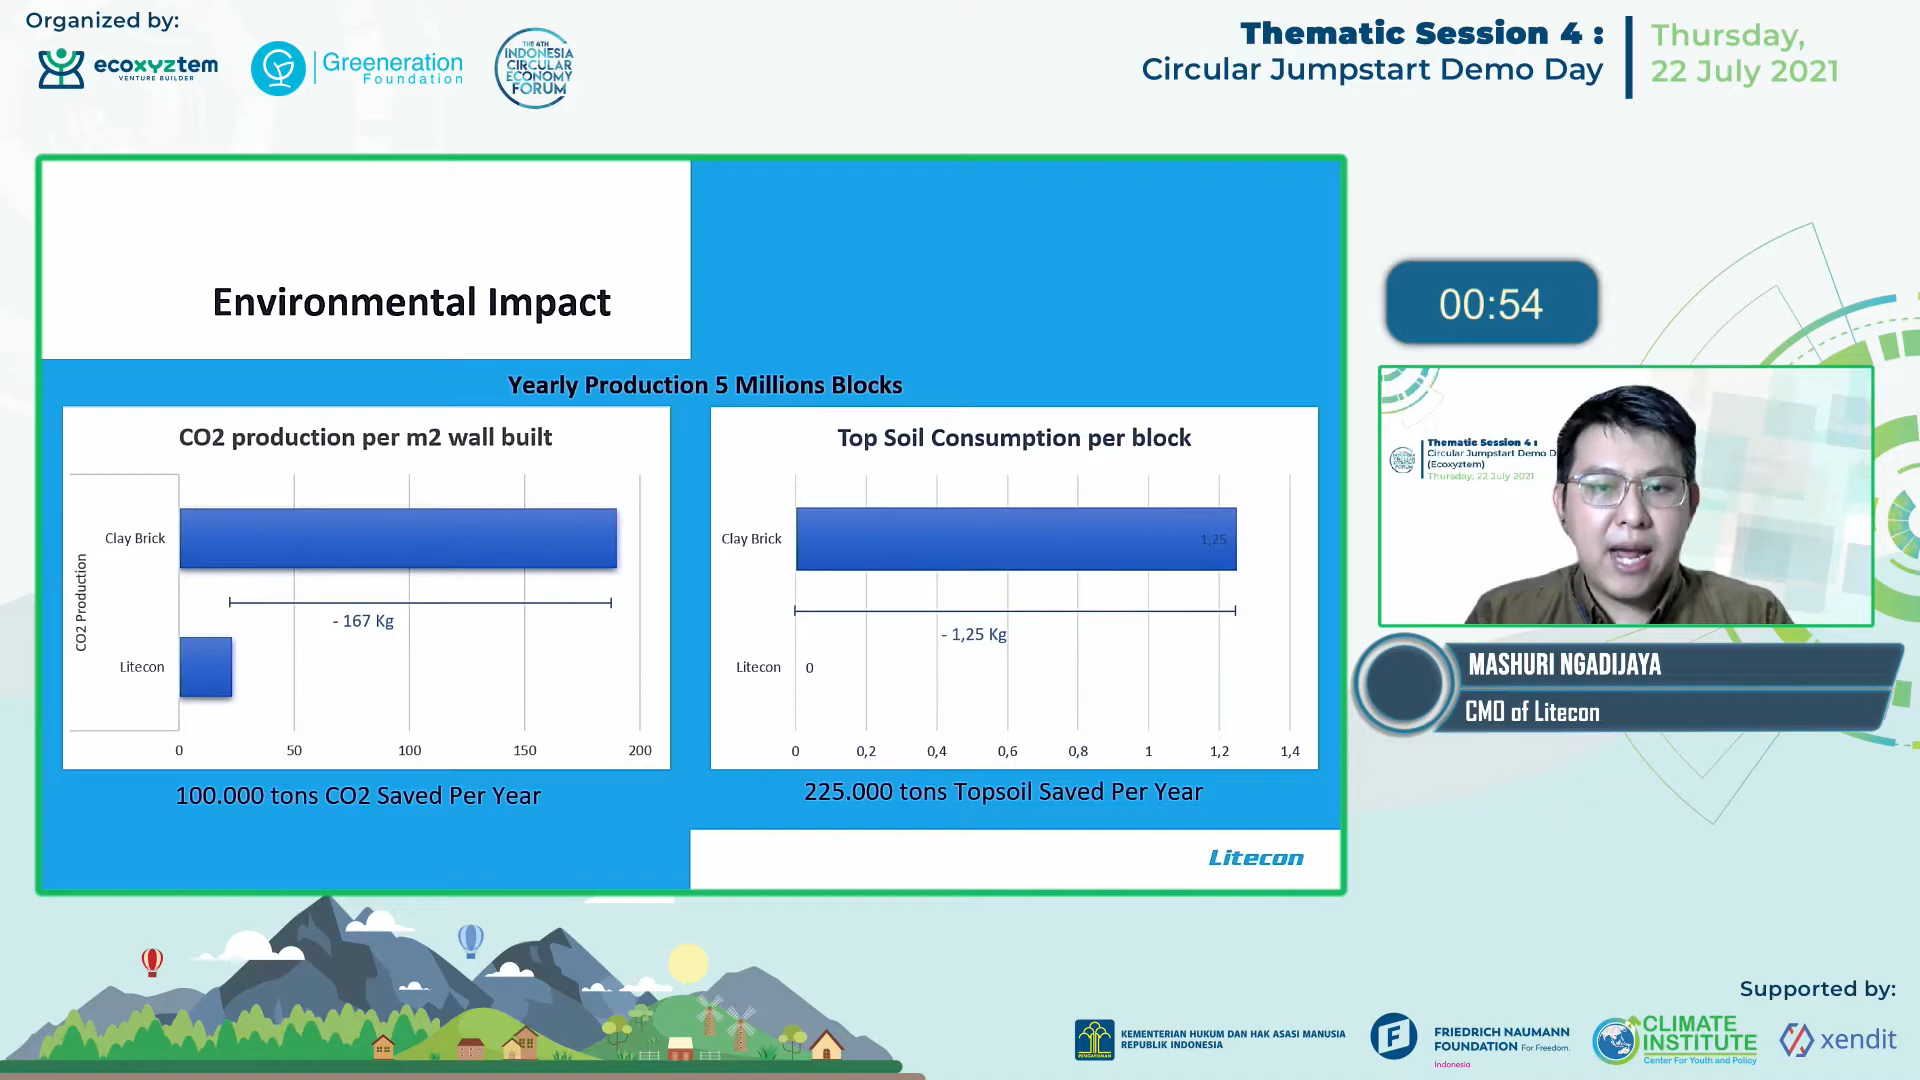 Organized by:
ecoxyztem
VENTURE BUILDER
Greeneration
Foundation
THE 4TH
INDONESIA
CIRCULAR
ECONOMY
FORUM
Thematic Session 4 :
Circular Jumpstart Demo Day
Thursday,
22 July 2021
Environmental Impact
Yearly Production 5 Millions Blocks
CO2 production per m2 wall built
CO2 Production
Clay Brick
- 167 Kg
Litecon
0 50 100 150 200
100.000 tons CO2 Saved Per Year
Top Soil Consumption per block
Clay Brick
1,25
- 1,25 Kg
Litecon
0
0 0,2 0,4 0,6 0,8 1 1,2 1,4
225.000 tons Topsoil Saved Per Year
Litecon
00:54
Thematic Session 4 :
Circular Jumpstart Demo D
(Ecoxyztem)
Thursday, 22 July 2021
MASHURI NGADIJAYA
CMO of Litecon
Supported by:
PENGAYOMAN
KEMENTERIAN HUKUM DAN HAK ASASI MANUSIA
REPUBLIK INDONESIA
FRIEDRICH NAUMANN
FOUNDATION For Freedom.
Indonesia
CLIMATE
INSTITUTE
Center For Youth and Policy
xendit